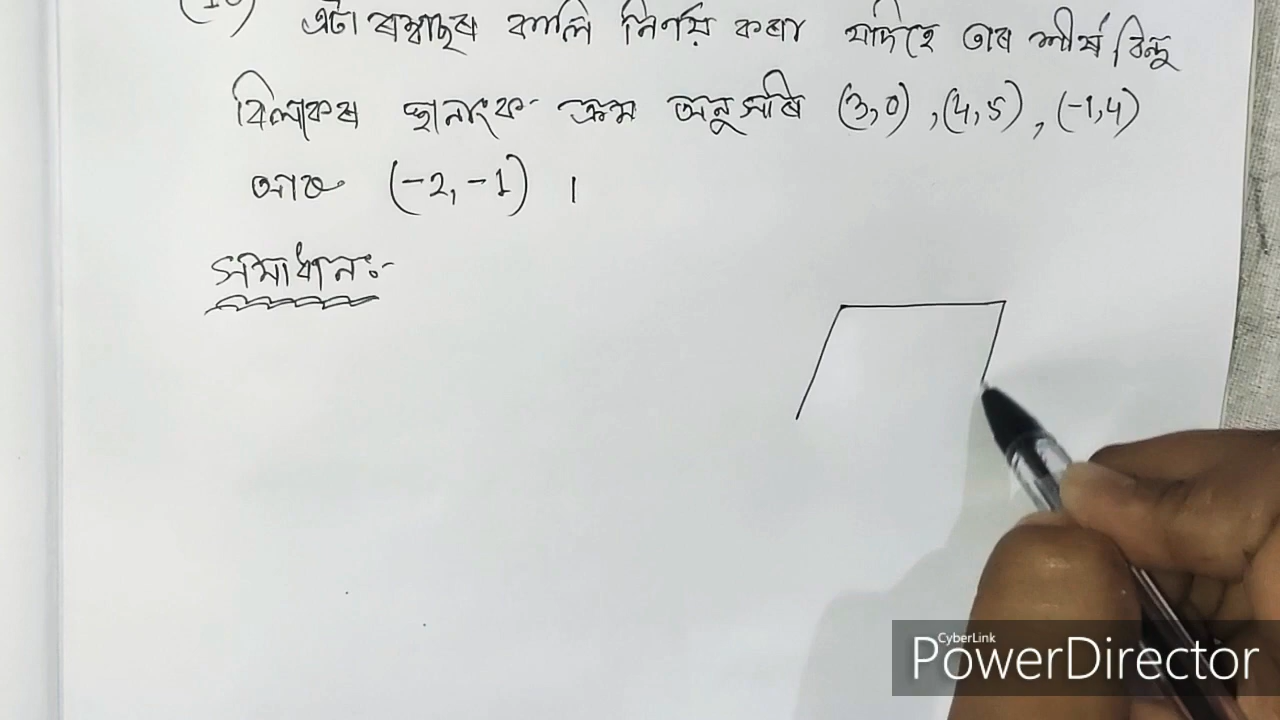 (10) এটা ৰম্বাছৰ কালি নিৰ্ণয় কৰা যদিহে তাৰ শীৰ্ষ বিন্দু
বিলাকৰ স্থানাংক ক্ৰম অনুসৰি (3,0), (4,5), (-1,4)
আৰু (-2,-1) ।
সমাধানঃ-
CyberLink
PowerDirector